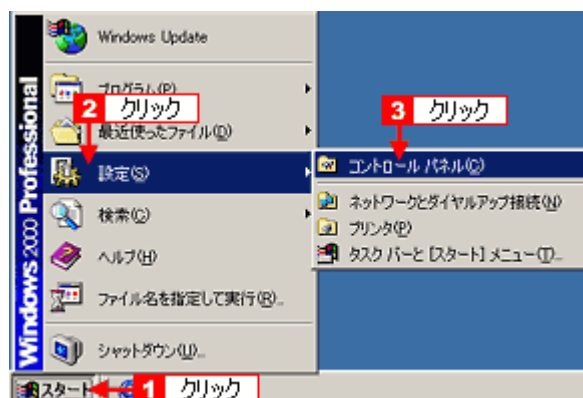 Windows 2000 Professional
Windows Update
プログラム(P)
2 クリック
最近使ったファイル(D)
設定(S)
検索(C)
ヘルプ(H)
ファイル名を指定して実行(R)...
シャットダウン(U)...
3 クリック
コントロール パネル(C)
ネットワークとダイヤルアップ接続(N)
プリンタ(P)
タスク バーと [スタート] メニュー(T)...
スタート
1 クリック